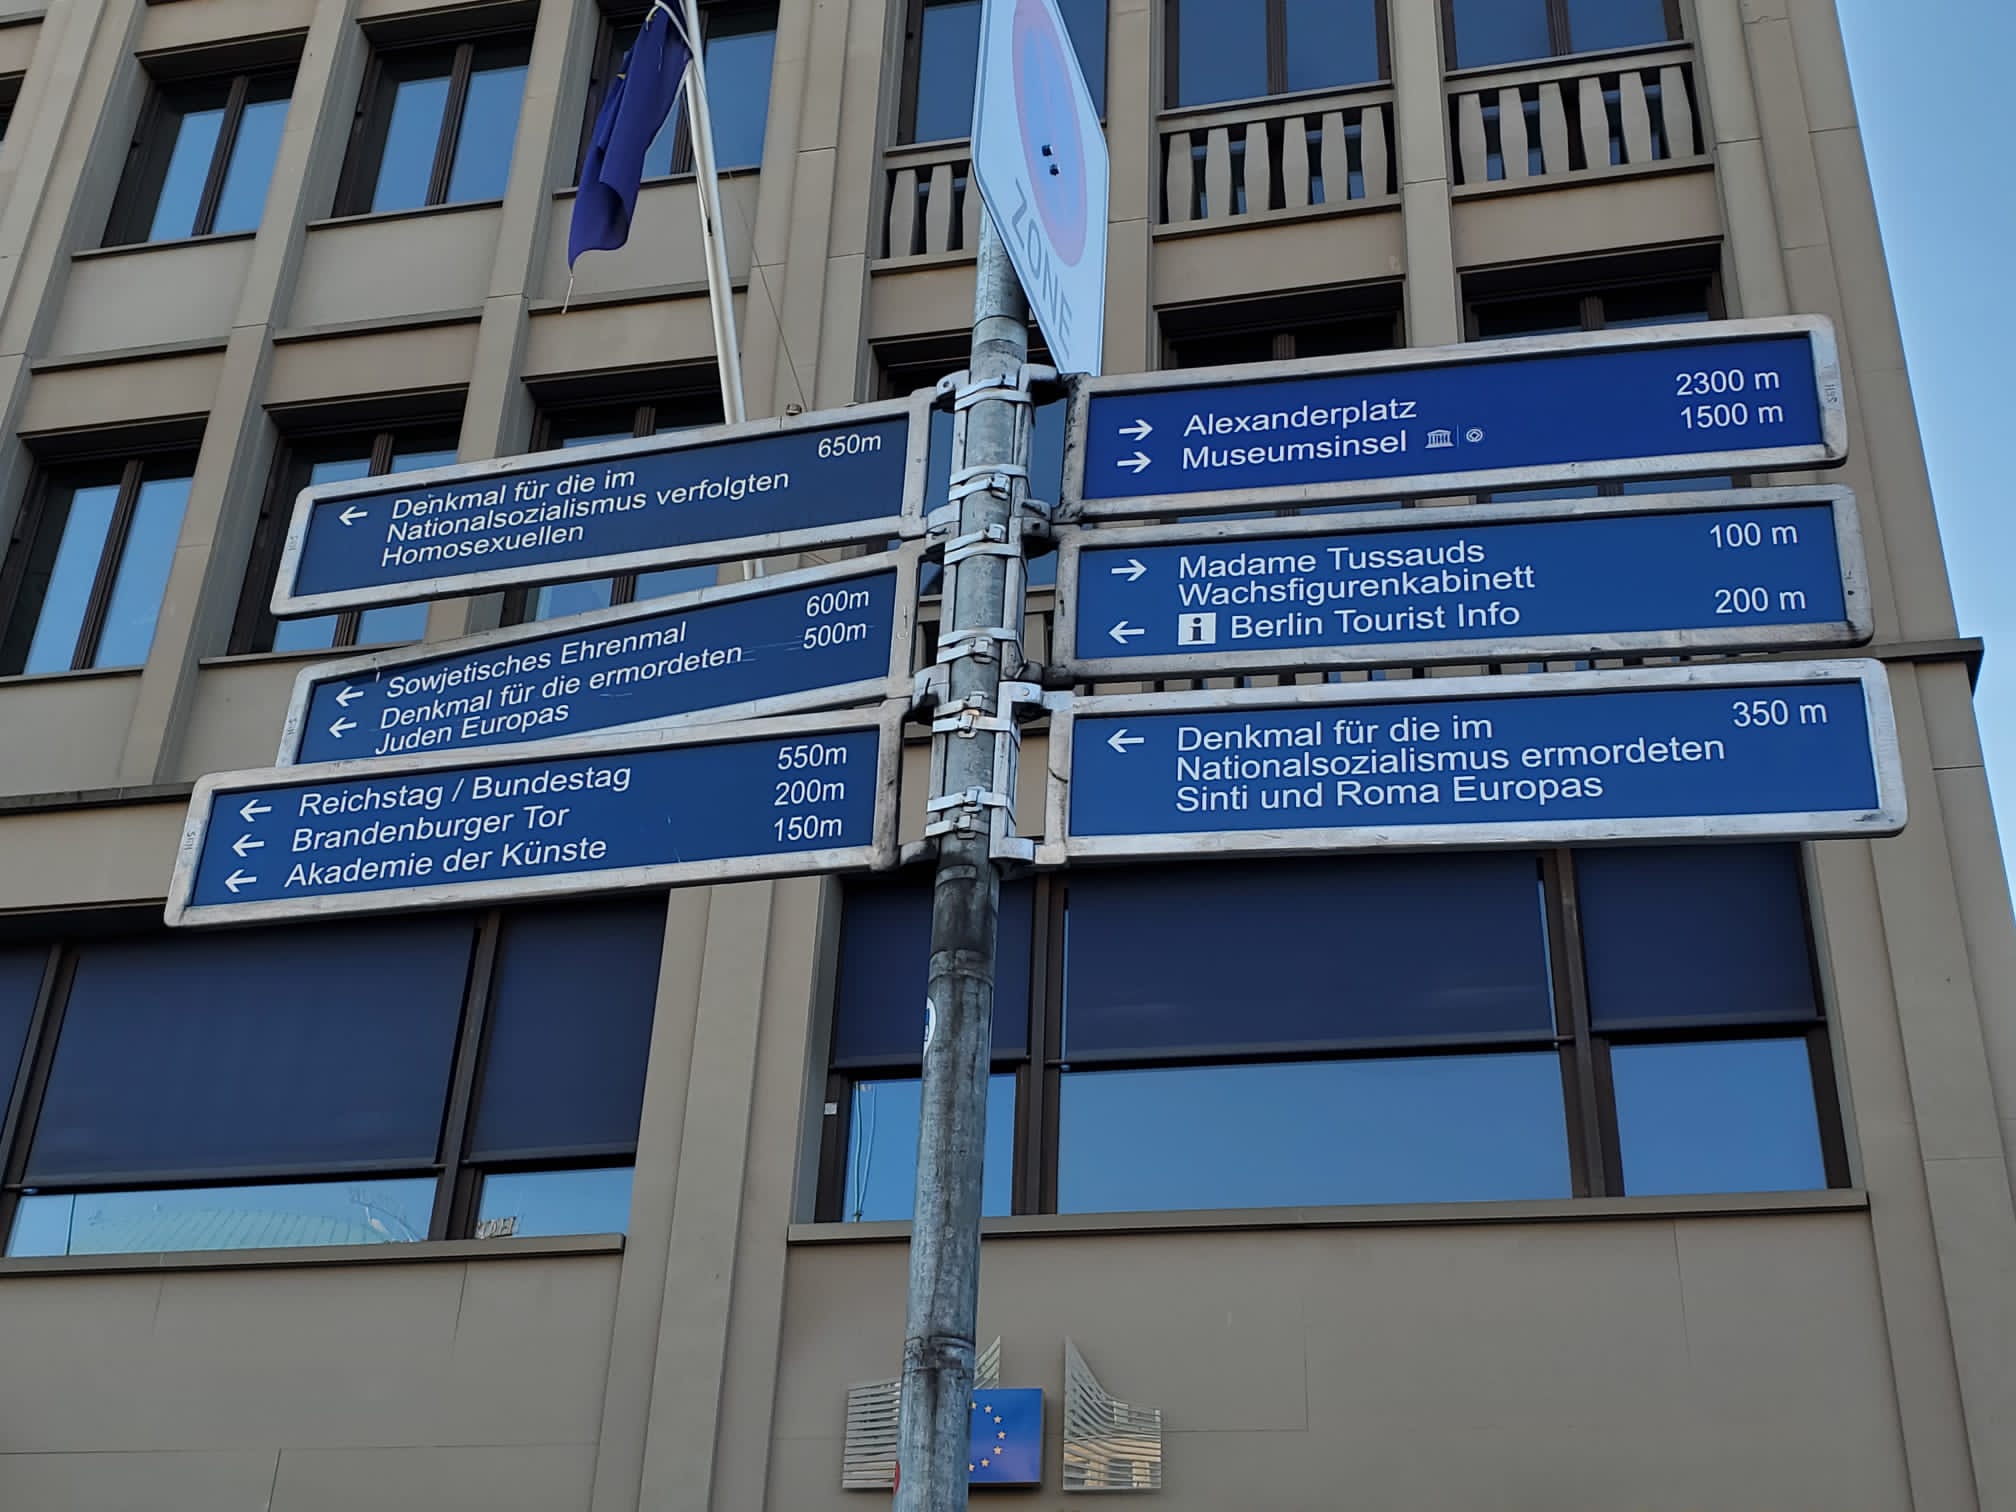 ZONE
Denkmal für die im 650m
Nationalsozialismus verfolgten
Homosexuellen
Sowjetisches Ehrenmal 600m
Denkmal für die ermordeten 500m
Juden Europas
Reichstag / Bundestag 550m
Brandenburger Tor 200m
Akademie der Künste 150m
Alexanderplatz 2300 m
Museumsinsel 1500 m
Madame Tussauds 100 m
Wachsfigurenkabinett
i Berlin Tourist Info 200 m
Denkmal für die im 350 m
Nationalsozialismus ermordeten
Sinti und Roma Europas